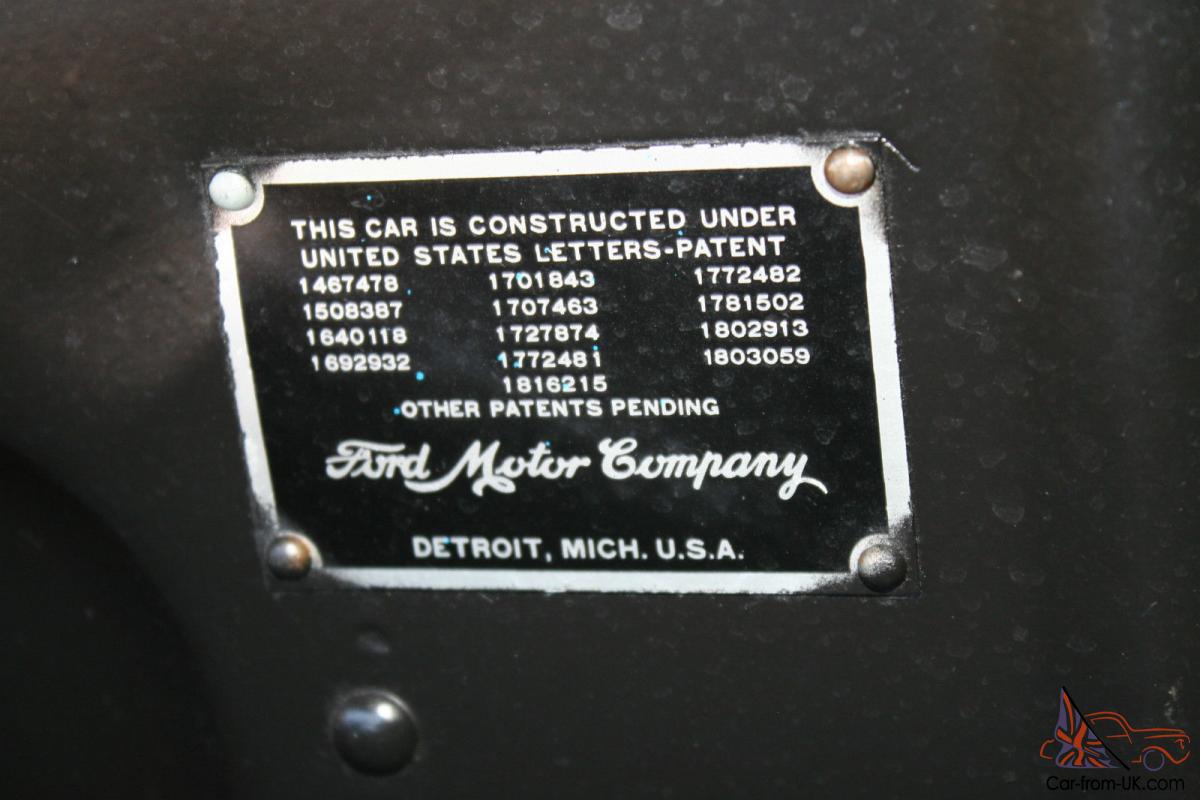 THIS CAR IS CONSTRUCTED UNDER
UNITED STATES LETTERS-PATENT
1467478 1701843 1772482
1508387 1707463 1781502
1640118 1727874 1802913
1692932 1772481 1803059
1816215
OTHER PATENTS PENDING
Ford Motor Company
DETROIT, MICH. U.S.A.
Car-from-UK.com